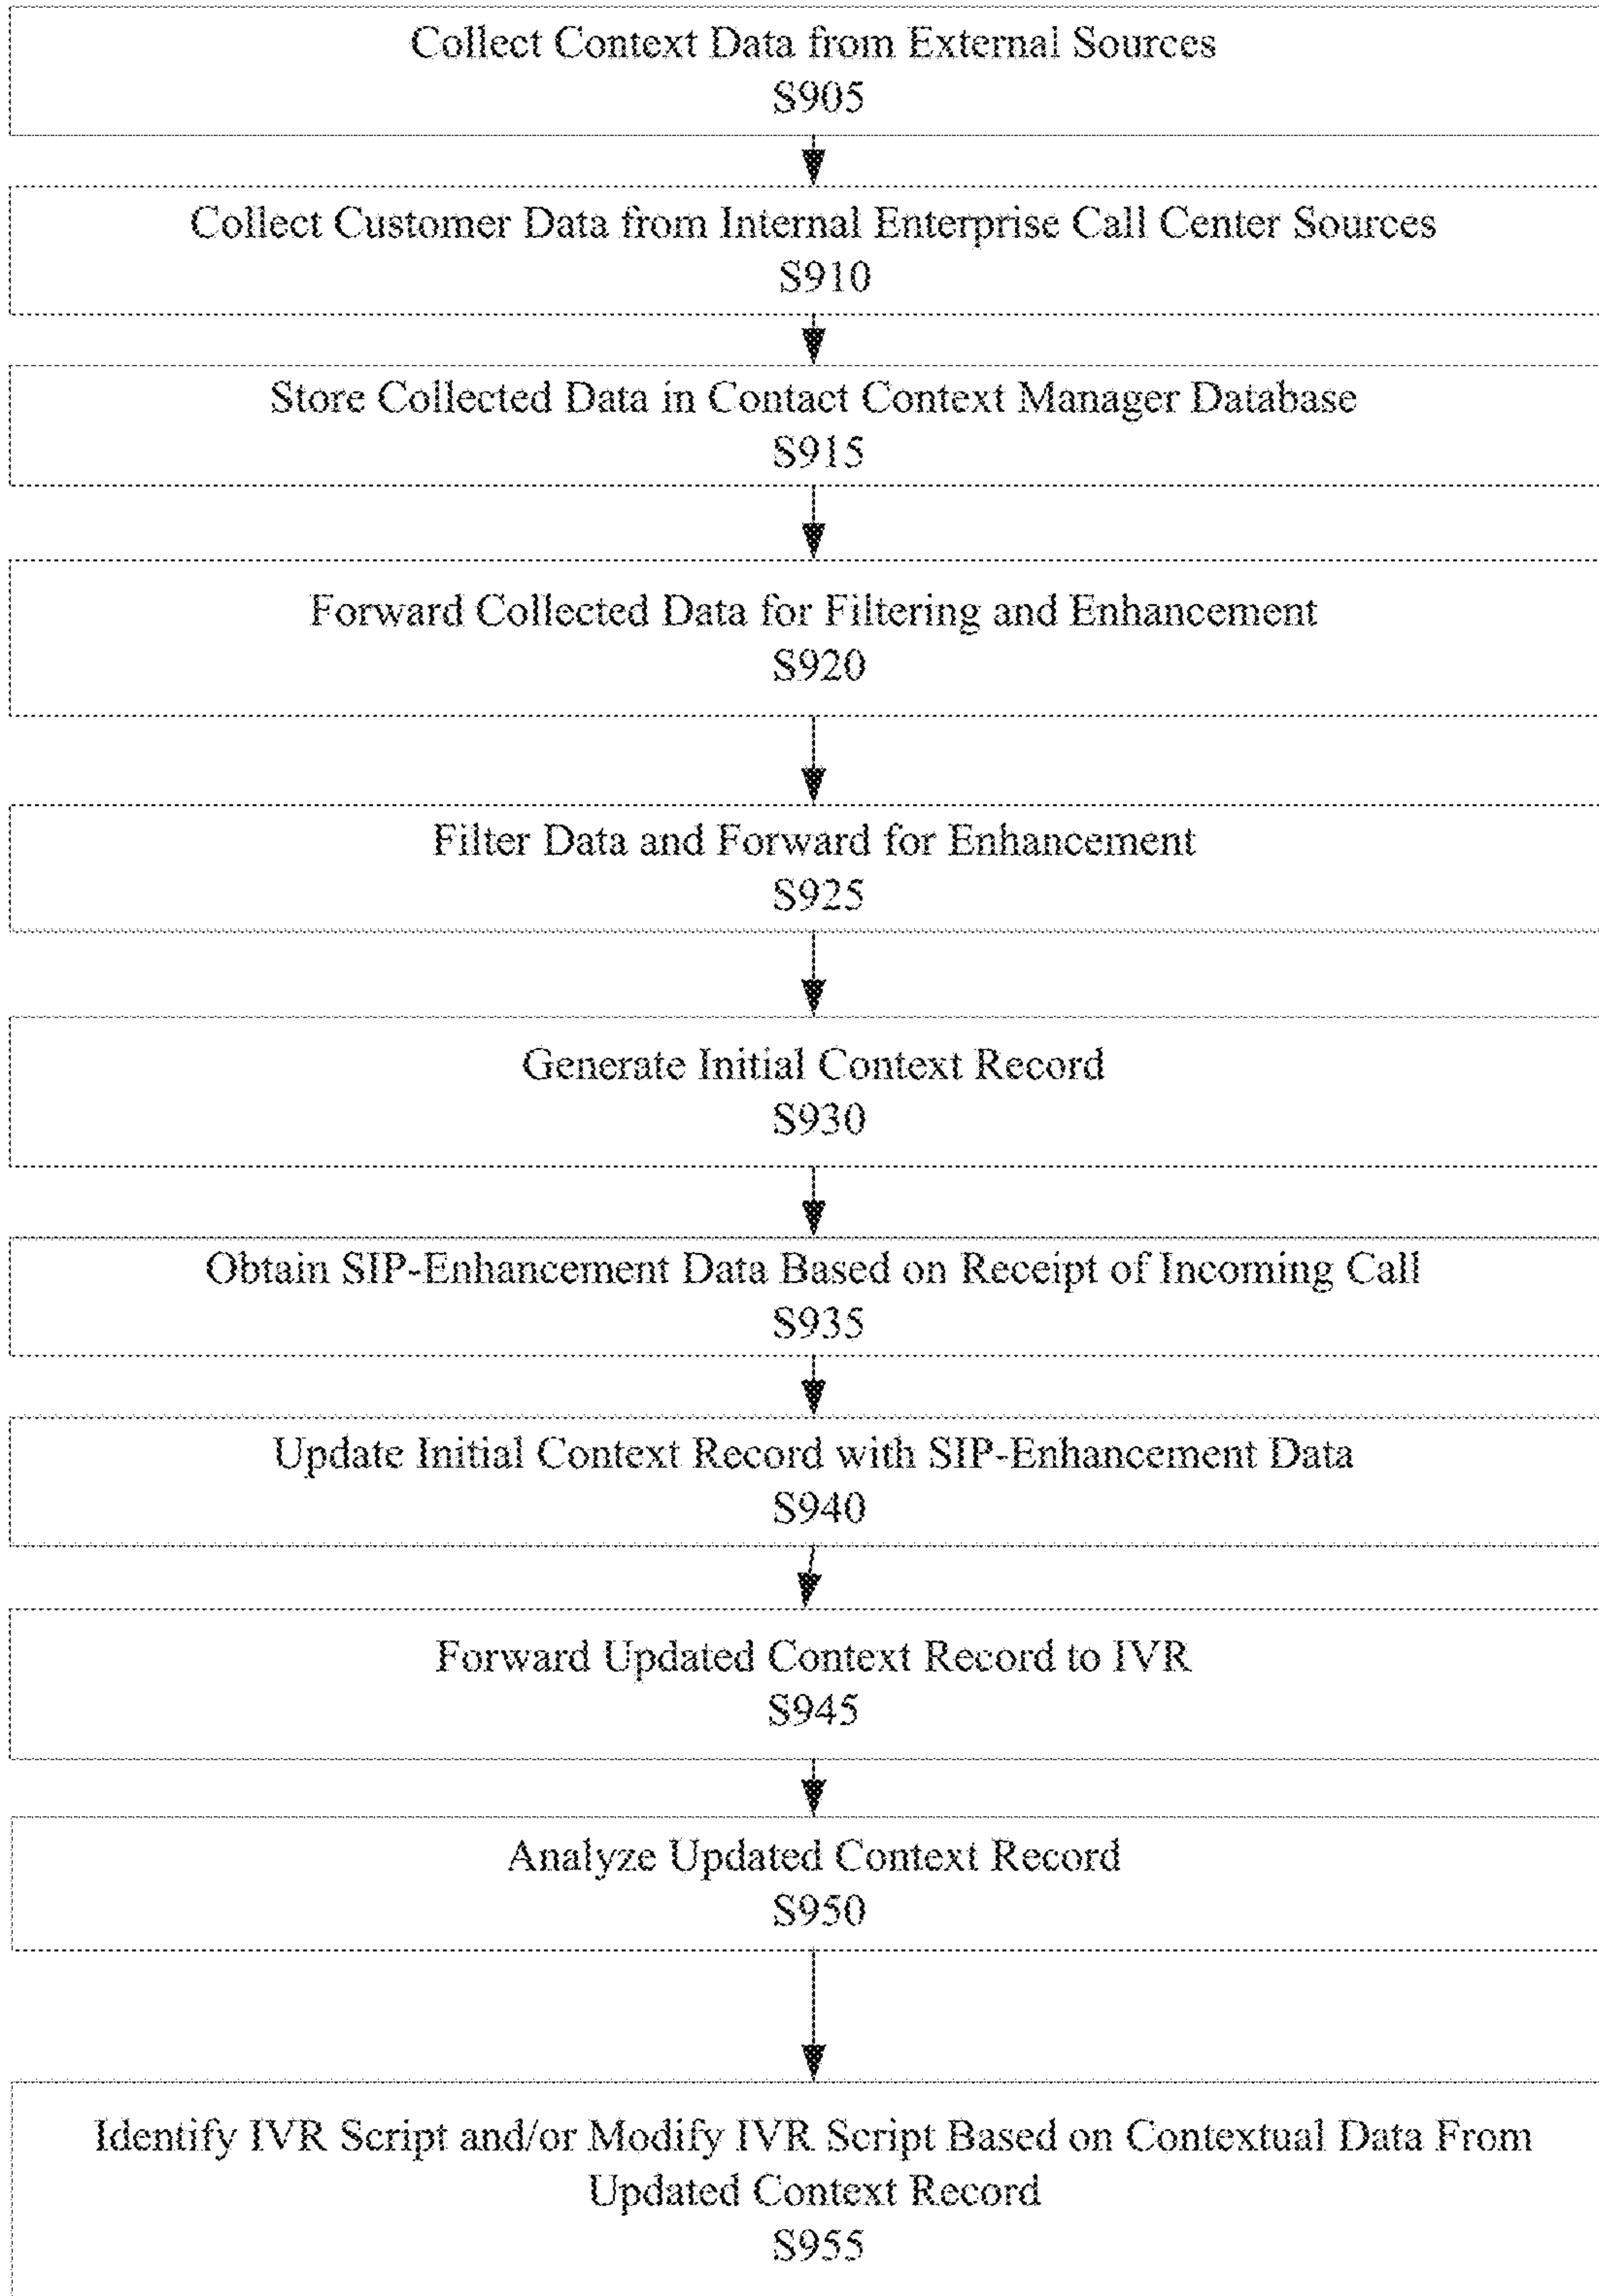 Collect Context Data from External Sources
S905
Collect Customer Data from Internal Enterprise Call Center Sources
S910
Store Collected Data in Contact Context Manager Database
S915
Forward Collected Data for Filtering and Enhancement
S920
Filter Data and Forward for Enhancement
S925
Generate Initial Context Record
S930
Obtain SIP-Enhancement Data Based on Receipt of Incoming Call
S935
Update Initial Context Record with SIP-Enhancement Data
S940
Forward Updated Context Record to IVR
S945
Analyze Updated Context Record
S950
Identify IVR Script and/or Modify IVR Script Based on Contextual Data From
Updated Context Record
S955